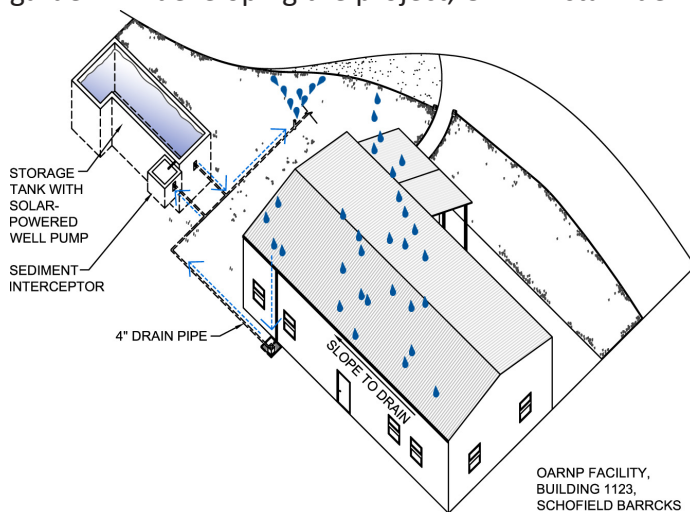 STORAGE
TANK WITH
SOLAR-
POWERED
WELL PUMP
SEDIMENT
INTERCEPTOR
4" DRAIN PIPE
SLOPE TO DRAIN
OARNP FACILITY,
BUILDING 1123,
SCHOFIELD BARRCKS